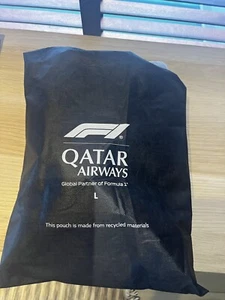 F1
QATAR
AIRWAYS
Global Partner of Formula 1®
L
This pouch is made from recycled materials